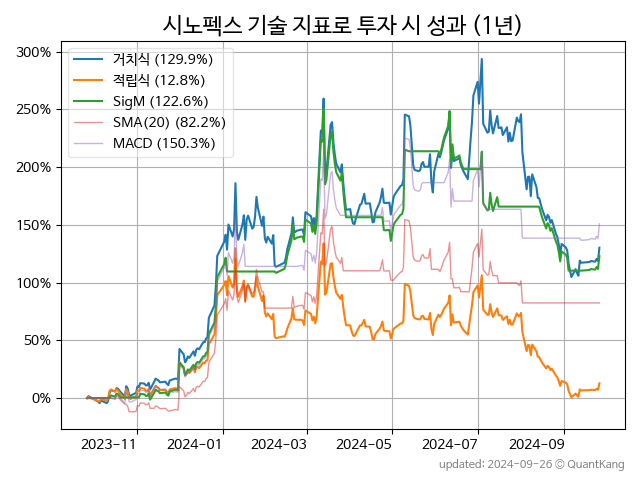 시노펙스 기술 지표로 투자 시 성과 (1년)
300%
250%
200%
150%
100%
50%
0%
거치식 (129.9%)
적립식 (12.8%)
SigM (122.6%)
SMA(20) (82.2%)
MACD (150.3%)
2023-11 2024-01 2024-03 2024-05 2024-07 2024-09
updated: 2024-09-26 © QuantKang